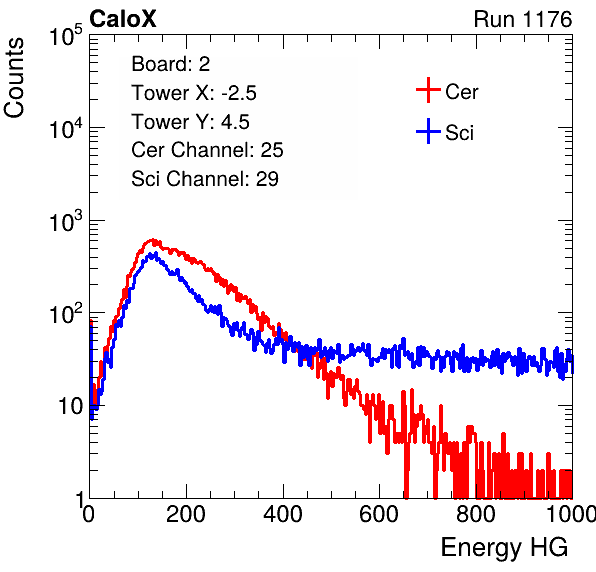 CaloX Run 1176
Counts
Board: 2
Tower X: -2.5
Tower Y: 4.5
Cer Channel: 25
Sci Channel: 29
Cer
Sci
10^5
10^4
10^3
10^2
10
1
0 200 400 600 800 1000
Energy HG